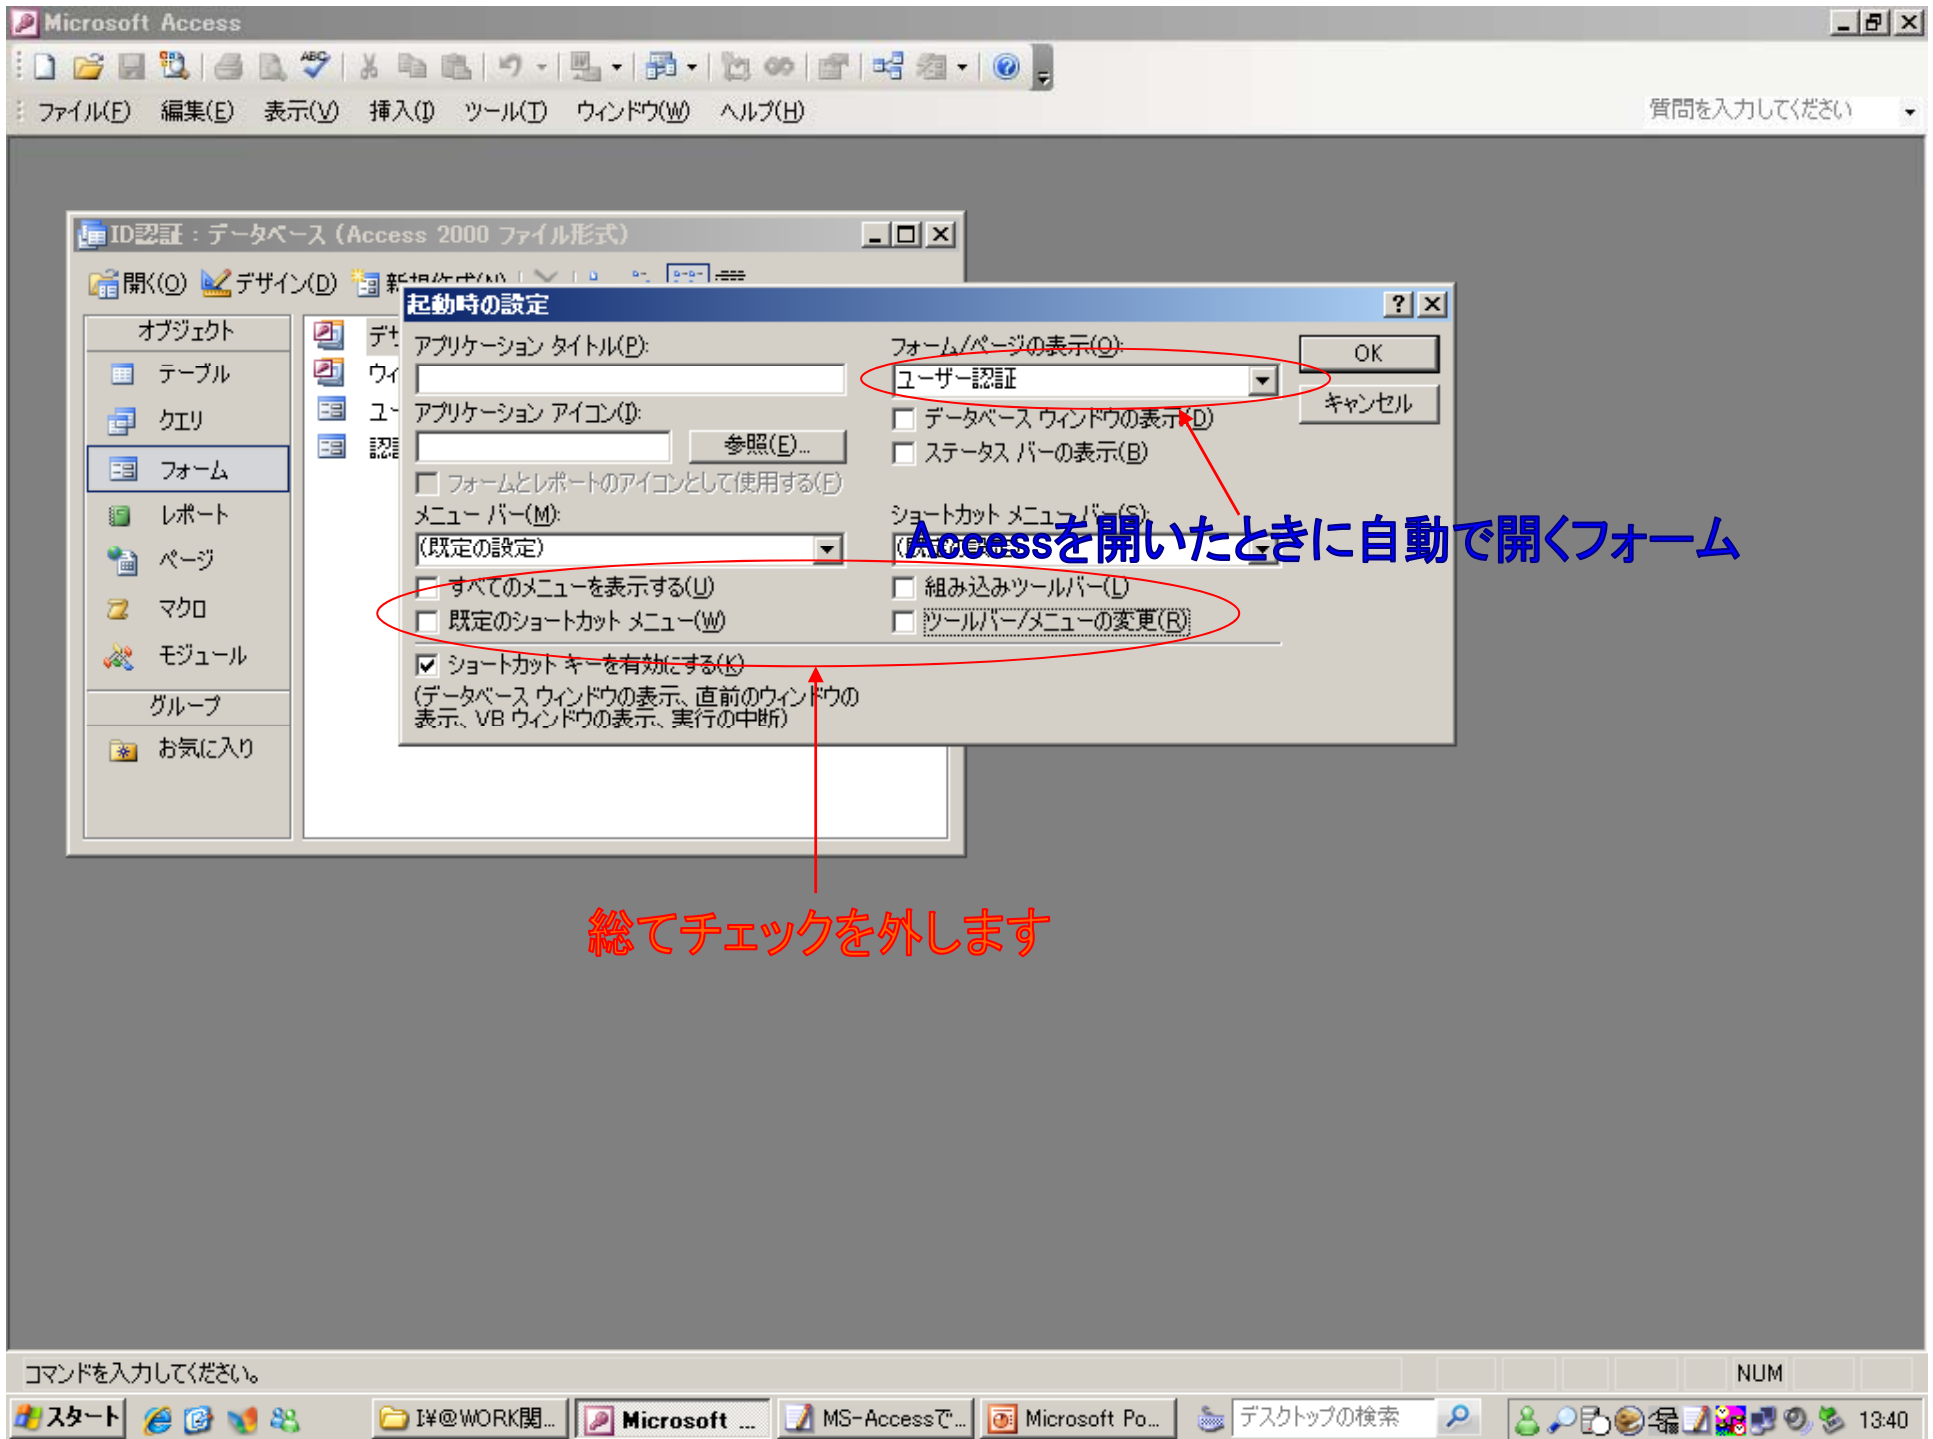 Microsoft Access
ファイル(F) 編集(E) 表示(V) 挿入(I) ツール(T) ウィンドウ(W) ヘルプ(H)
質問を入力してください
ID認証 : データベース (Access 2000 ファイル形式)
開く(O) デザイン(D)
起動時の設定
オブジェクト
テーブル
クエリ
フォーム
レポート
ページ
マクロ
モジュール
グループ
お気に入り
アプリケーション タイトル(P):
フォーム/ページの表示(O):
OK
ユーザー認証
キャンセル
アプリケーション アイコン(I):
データベース ウィンドウの表示(D)
参照(E)...
ステータス バーの表示(B)
フォームとレポートのアイコンとして使用する(F)
メニュー バー(M):
ショートカット メニュー バー(S):
(既定の設定)
Accessを開いたときに自動で開くフォーム
すべてのメニューを表示する(U)
組み込みツールバー(L)
既定のショートカット メニュー(W)
ツールバー/メニューの変更(R)
ショートカット キーを有効にする(K)
(データベース ウィンドウの表示、直前のウィンドウの
表示、VB ウィンドウの表示、実行の中断)
総てチェックを外します
コマンドを入力してください。
NUM
スタート
I¥@WORK関...
Microsoft ...
MS-Accessで...
Microsoft Po...
デスクトップの検索
13:40